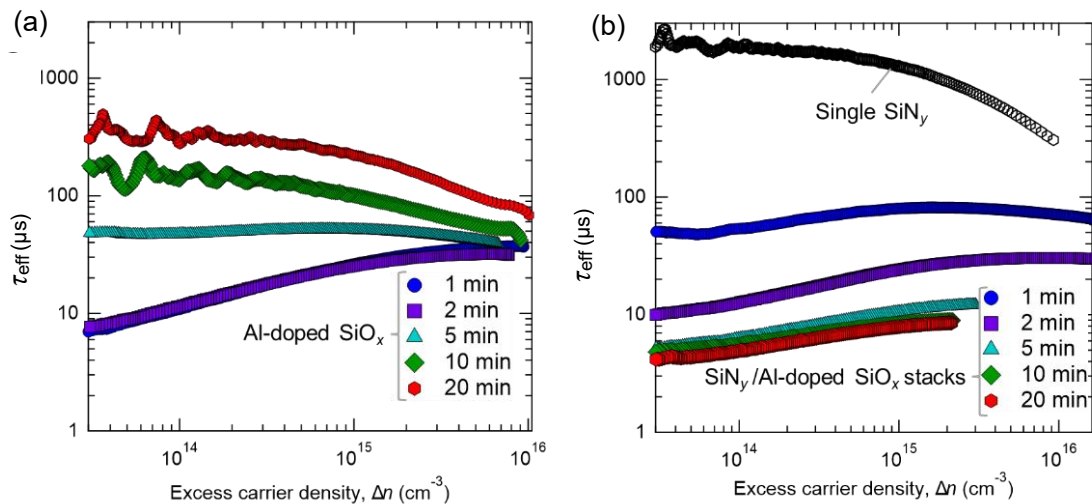 (a)
1000
100
10
1
τeff (μs)
Al-doped SiOx
1 min
2 min
5 min
10 min
20 min
10^14
10^15
10^16
Excess carrier density, Δn (cm^-3)
(b)
1000
100
10
1
τeff (μs)
Single SiNy
1 min
2 min
5 min
10 min
20 min
SiNy/Al-doped SiOx stacks
10^14
10^15
10^16
Excess carrier density, Δn (cm^-3)